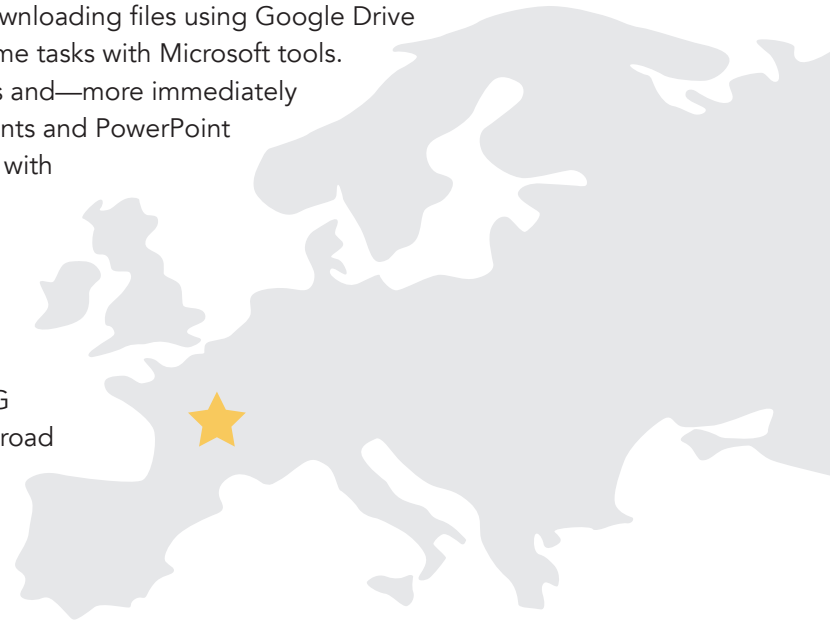 wnloading files using Google Drive
me tasks with Microsoft tools.
s and—more immediately
nts and PowerPoint
with
G
road